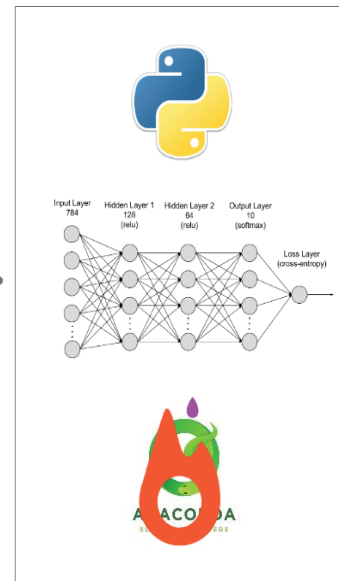 Input Layer Hidden Layer 1 Hidden Layer 2 Output Layer
784 128 64 10
(relu) (relu) (softmax)
Loss Layer
(cross-entropy)